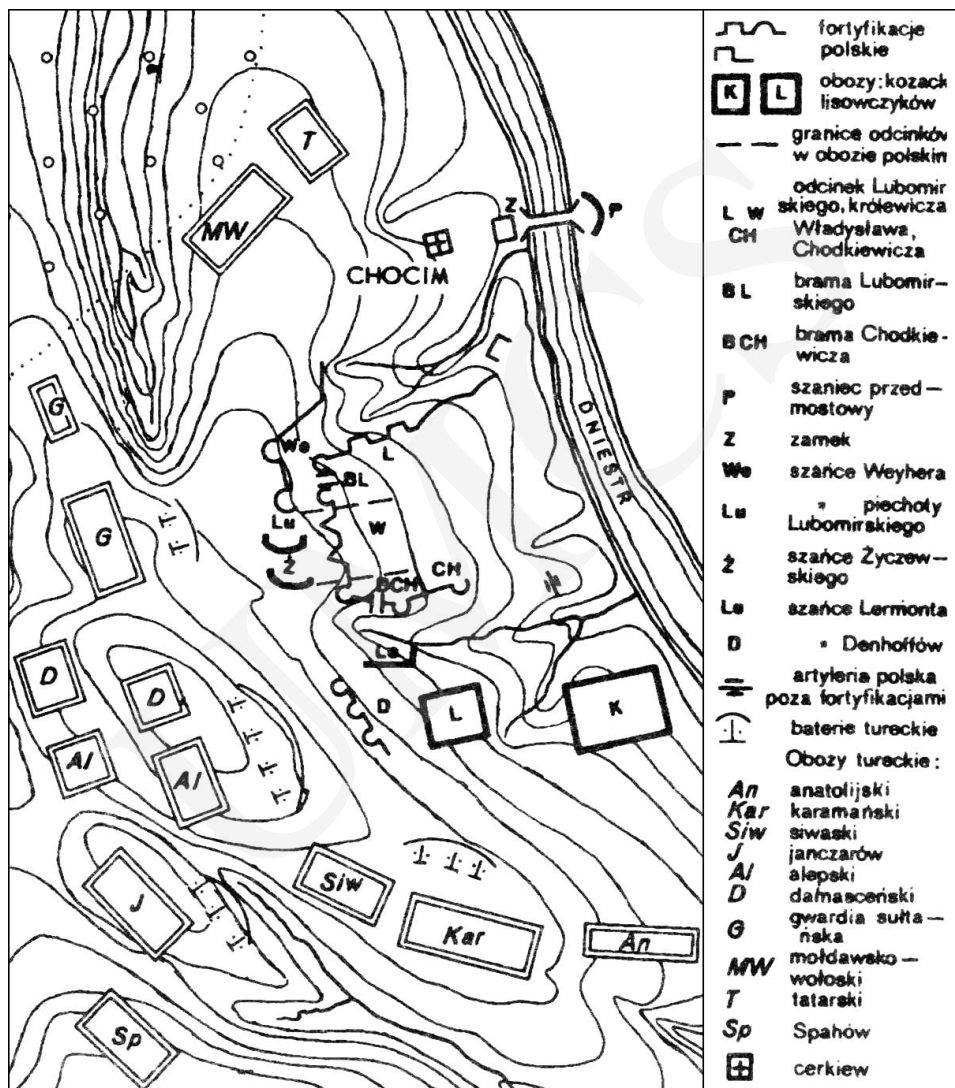 T
MW
Z
P
CHOCIM
DNIESTR
G
We
L
BL
G
Lu
W
Ż
BCH
CH
Le
D
D
D
L
K
Al
Al
Siw
J
Kar
An
Sp
fortyfikacje
polskie
K L obozy: kozack
lisowczyków
granice odcinków
w obozie polskim
odcinek Lubomir
L W skiego, królewicza
CH Władysława,
Chodkiewicza
BL brama Lubomir-
skiego
BCH brama Chodkie-
wicza
P szaniec przed-
mostowy
Z zamek
We szańce Weyhera
Lu " piechoty
Lubomirskiego
Ż szańce Życzew-
skiego
Le szańce Lermonta
D " Denhoffów
artyleria polska
poza fortyfikacjami
baterie tureckie
Obozy tureckie:
An anatolijski
Kar karamański
Siw siwaski
J janczarów
Al alepski
D damasceński
G gwardia sułta-
ńska
MW mołdawsko-
wołoski
T tatarski
Sp Spahów
cerkiew
UMCS